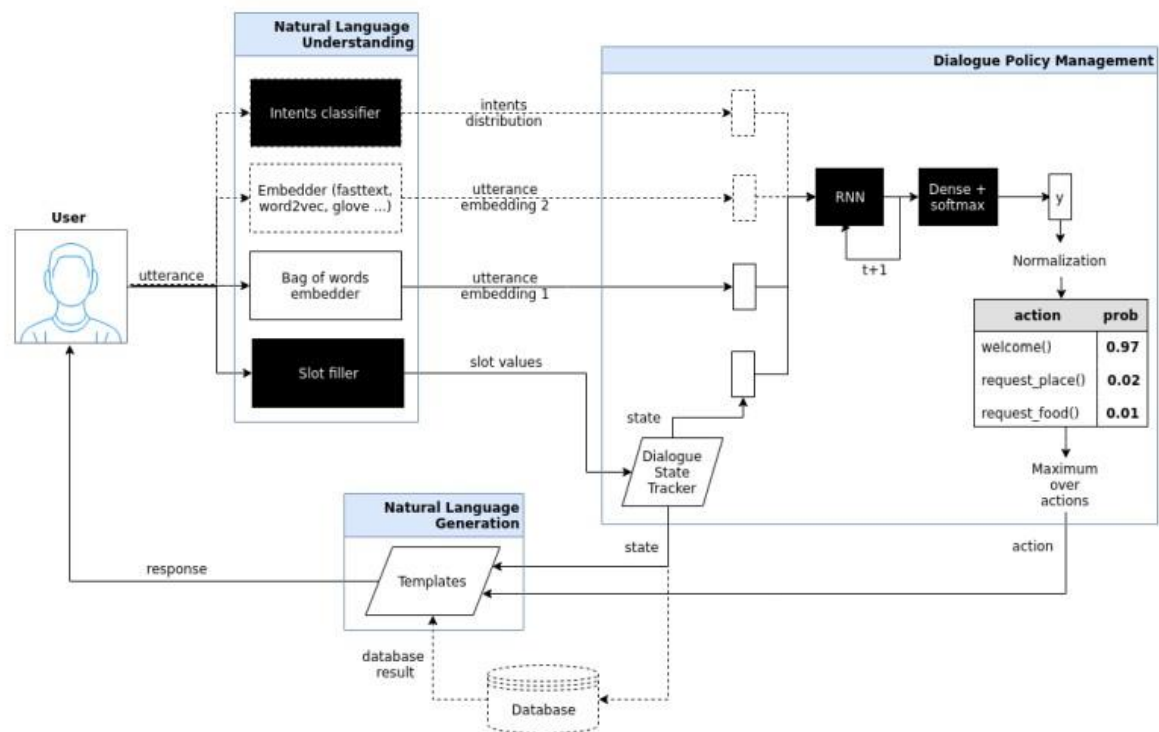 Natural Language
Understanding
Dialogue Policy Management
Intents classifier
intents
distribution
Embedder (fasttext,
word2vec, glove ...)
utterance
embedding 2
RNN
Dense +
softmax
y
User
utterance
Bag of words
embedder
utterance
embedding 1
t+1
Normalization
action prob
welcome() 0.97
request_place() 0.02
request_food() 0.01
Slot filler
slot values
state
Dialogue
State
Tracker
Maximum
over
actions
Natural Language
Generation
state
action
response
Templates
database
result
Database